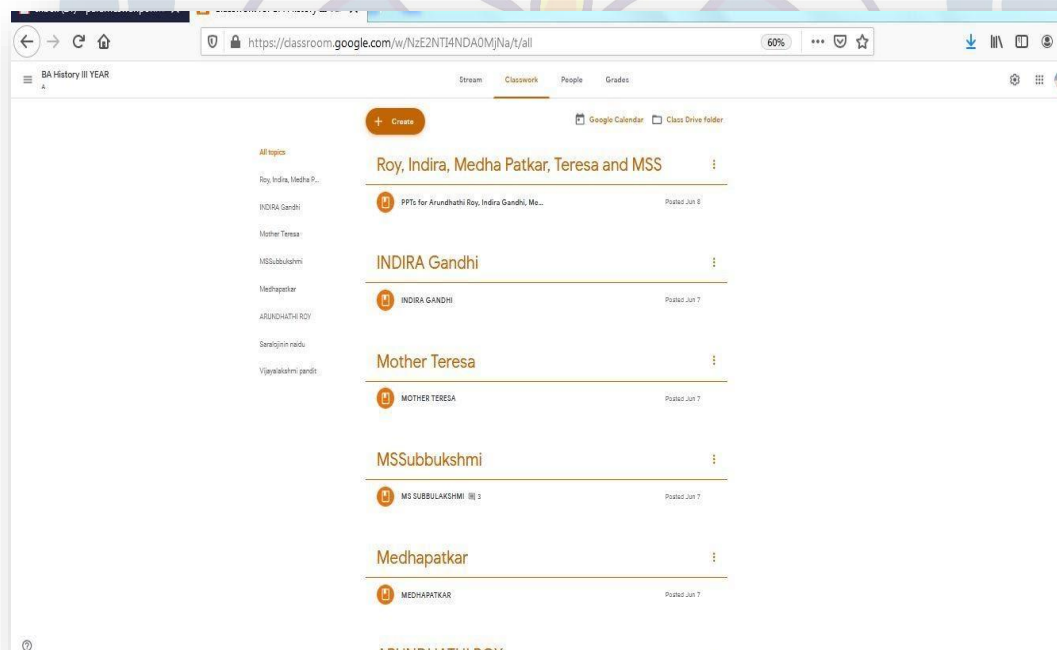 https://classroom.google.com/w/NzE2NTI4NDA0MjNa/t/all
60%
BA History III YEAR
A
Stream Classwork People Grades
+ Create
Google Calendar Class Drive folder
All topics
Roy, Indira, Medha P...
INDIRA Gandhi
Mother Teresa
MSSubbukshmi
Medhapatkar
ARUNDHATHI ROY
Saralojinin naidu
Vijayalakshmi pandit
Roy, Indira, Medha Patkar, Teresa and MSS
PPTs for Arundhathi Roy, Indira Gandhi, Mo... Posted Jun 8
INDIRA Gandhi
INDIRA GANDHI Posted Jun 7
Mother Teresa
MOTHER TERESA Posted Jun 7
MSSubbukshmi
MS SUBBULAKSHMI 3 Posted Jun 7
Medhapatkar
MEDHAPATKAR Posted Jun 7